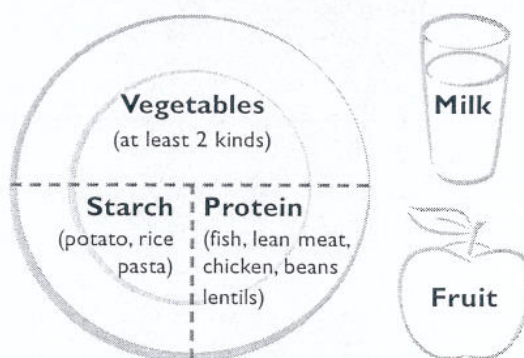 Vegetables
(at least 2 kinds)
Starch
(potato, rice
pasta)
Protein
(fish, lean meat,
chicken, beans
lentils)
Milk
Fruit